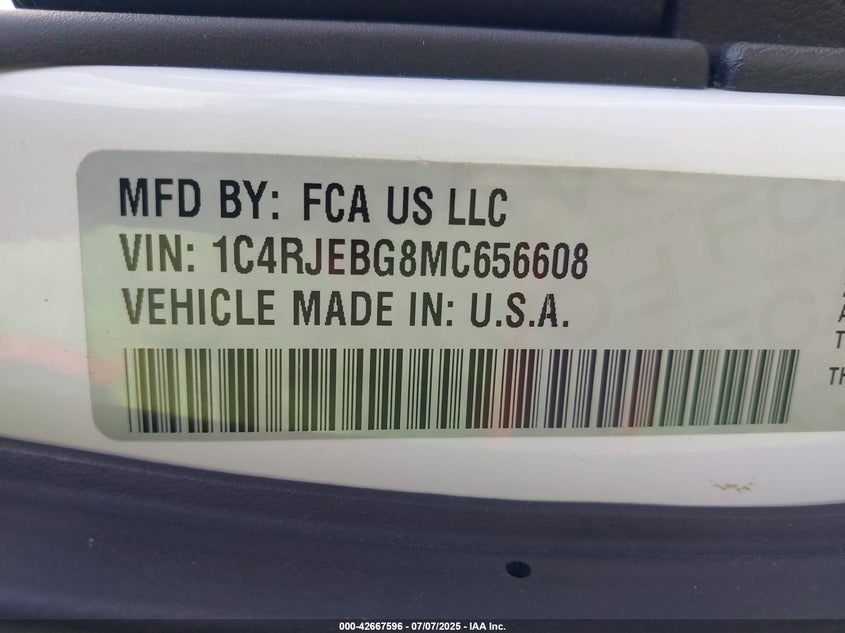 MFD BY: FCA US LLC
VIN: 1C4RJEBG8MC656608
VEHICLE MADE IN: U.S.A.
000-42667596 - 07/07/2025 - IAA Inc.